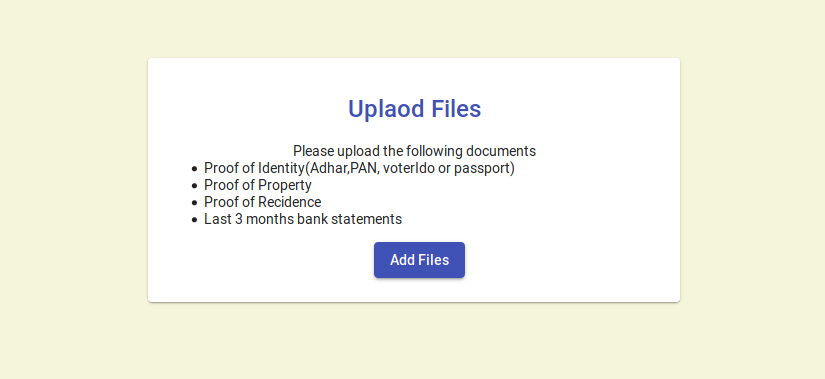 Uplaod Files
Please upload the following documents
• Proof of Identity(Adhar,PAN, voterIdo or passport)
• Proof of Property
• Proof of Recidence
• Last 3 months bank statements
Add Files